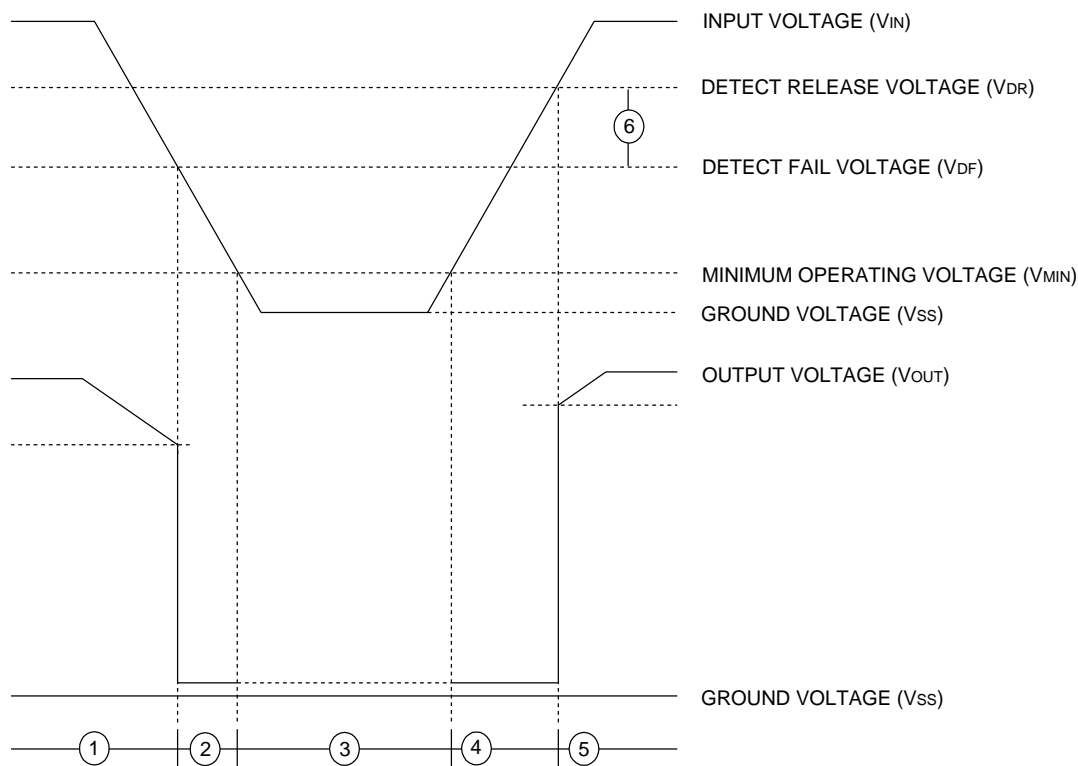 INPUT VOLTAGE (VIN)
DETECT RELEASE VOLTAGE (VDR)
6
DETECT FAIL VOLTAGE (VDF)
MINIMUM OPERATING VOLTAGE (VMIN)
GROUND VOLTAGE (VSS)
OUTPUT VOLTAGE (VOUT)
GROUND VOLTAGE (VSS)
1 2 3 4 5